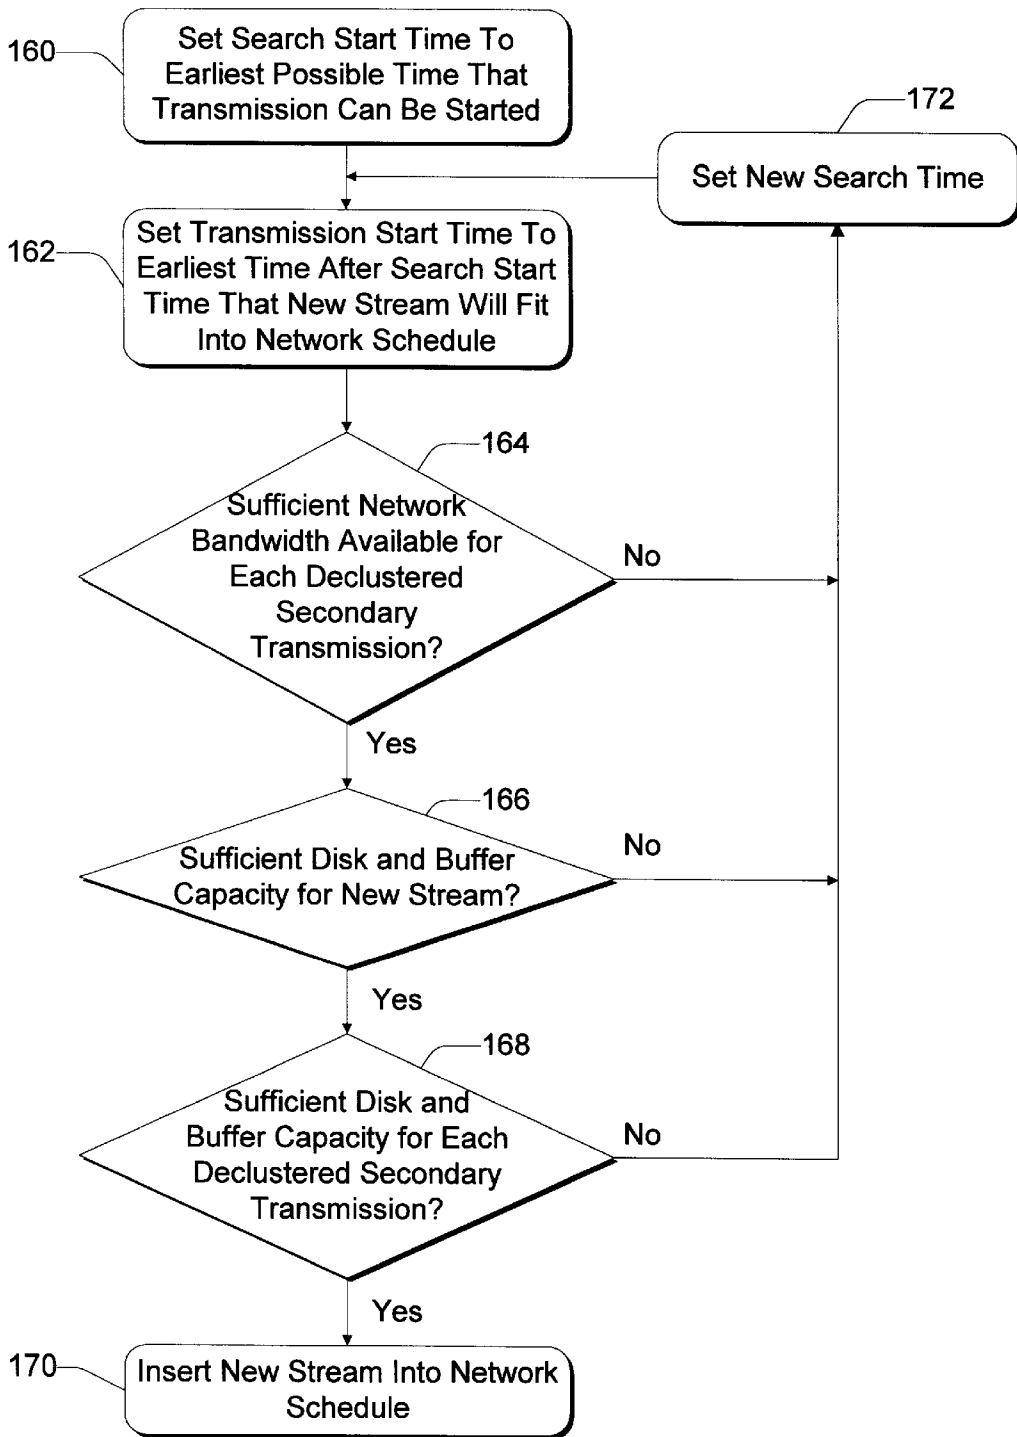 160
Set Search Start Time To
Earliest Possible Time That
Transmission Can Be Started
172
Set New Search Time
162
Set Transmission Start Time To
Earliest Time After Search Start
Time That New Stream Will Fit
Into Network Schedule
164
Sufficient Network
Bandwidth Available for
Each Declustered
Secondary
Transmission?
No
Yes
166
Sufficient Disk and Buffer
Capacity for New Stream?
No
Yes
168
Sufficient Disk and
Buffer Capacity for Each
Declustered Secondary
Transmission?
No
Yes
170
Insert New Stream Into Network
Schedule